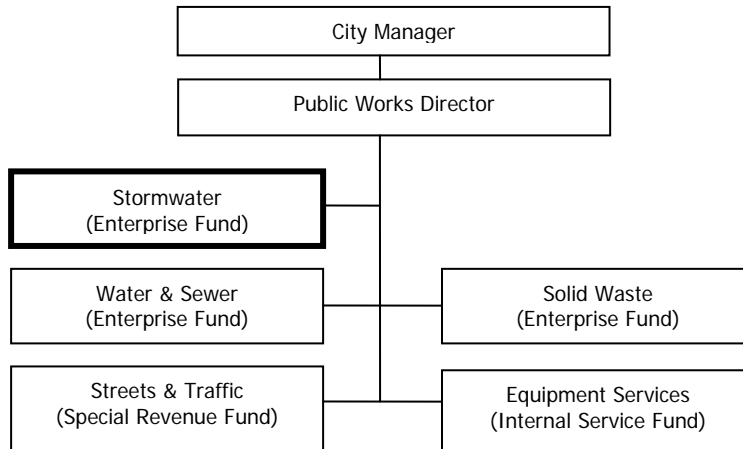 City Manager
Public Works Director
Stormwater
(Enterprise Fund)
Water & Sewer
(Enterprise Fund)
Solid Waste
(Enterprise Fund)
Streets & Traffic
(Special Revenue Fund)
Equipment Services
(Internal Service Fund)